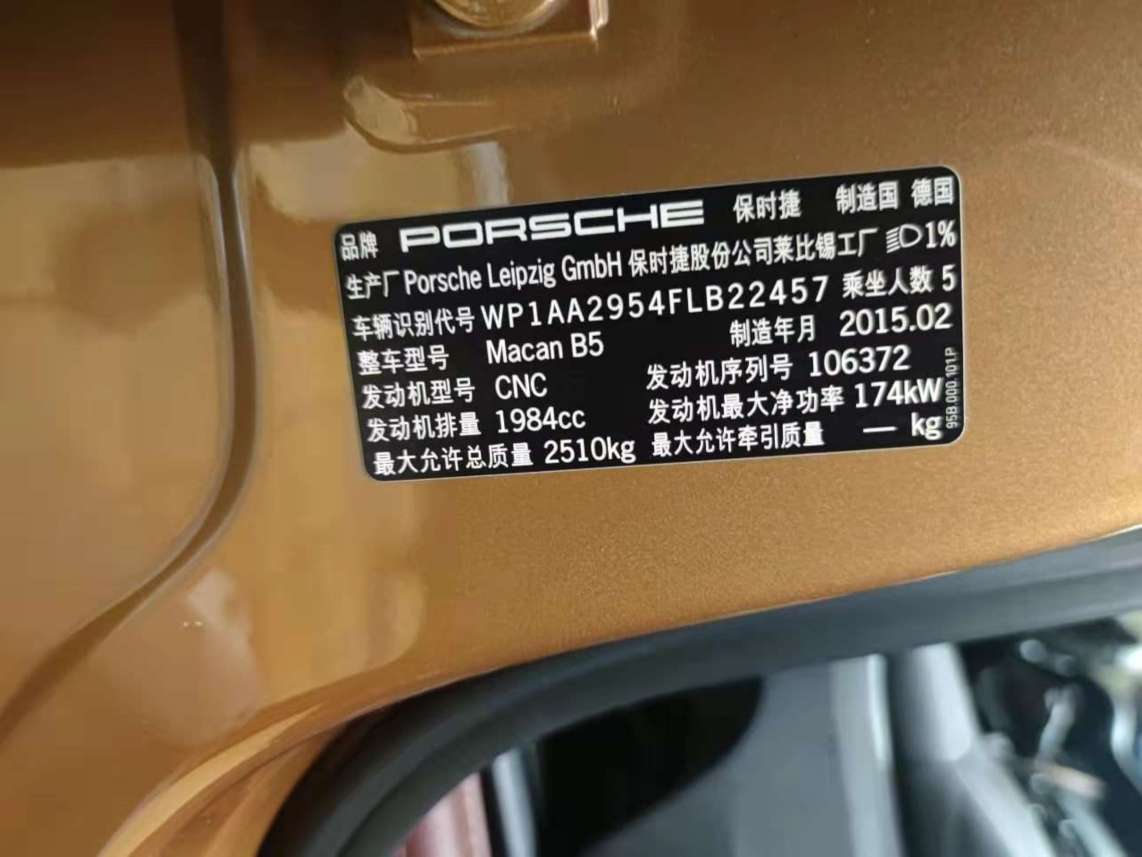 品牌 PORSCHE 保时捷 制造国 德国
生产厂 Porsche Leipzig GmbH 保时捷股份公司莱比锡工厂 1%
车辆识别代号 WP1AA2954FLB22457 乘坐人数 5
整车型号 Macan B5 制造年月 2015.02
发动机型号 CNC 发动机序列号 106372
发动机排量 1984cc 发动机最大净功率 174kW
最大允许总质量 2510kg 最大允许牵引质量 — kg
95B.000.101.P